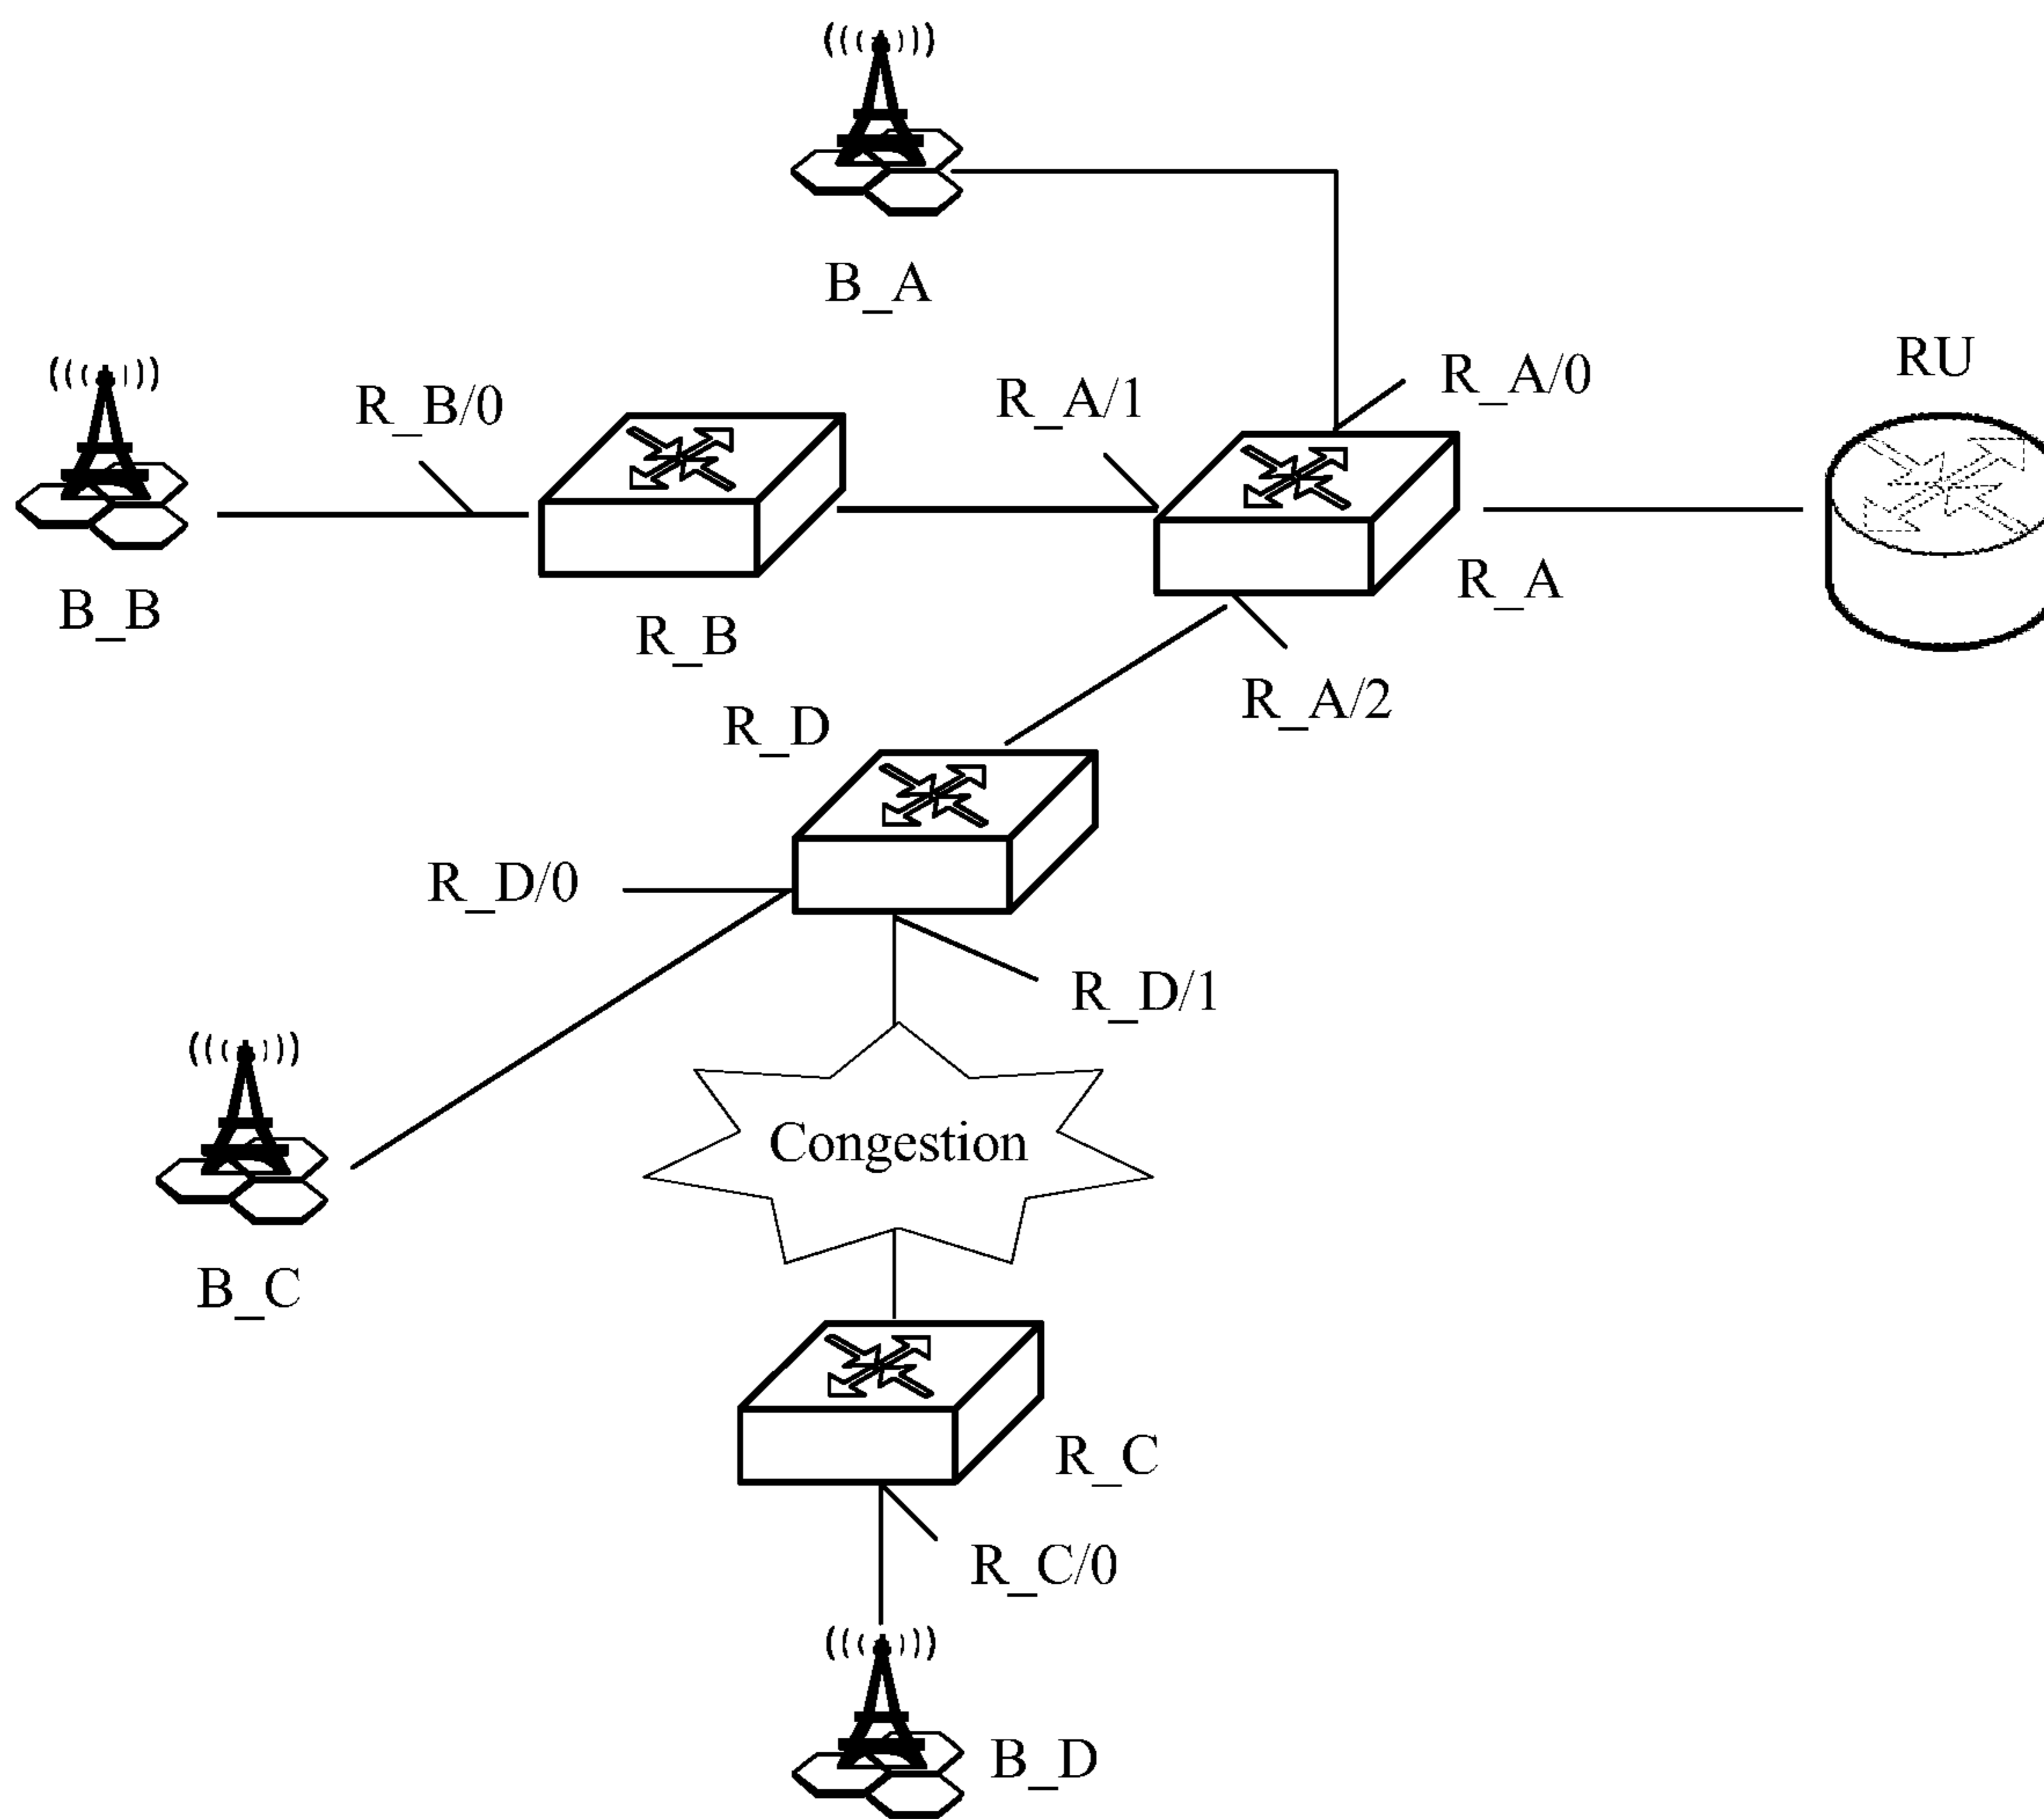 B_A
R_A/0
RU
R_B/0
R_A/1
B_B
R_B
R_A
R_A/2
R_D
R_D/0
R_D/1
Congestion
B_C
R_C
R_C/0
B_D